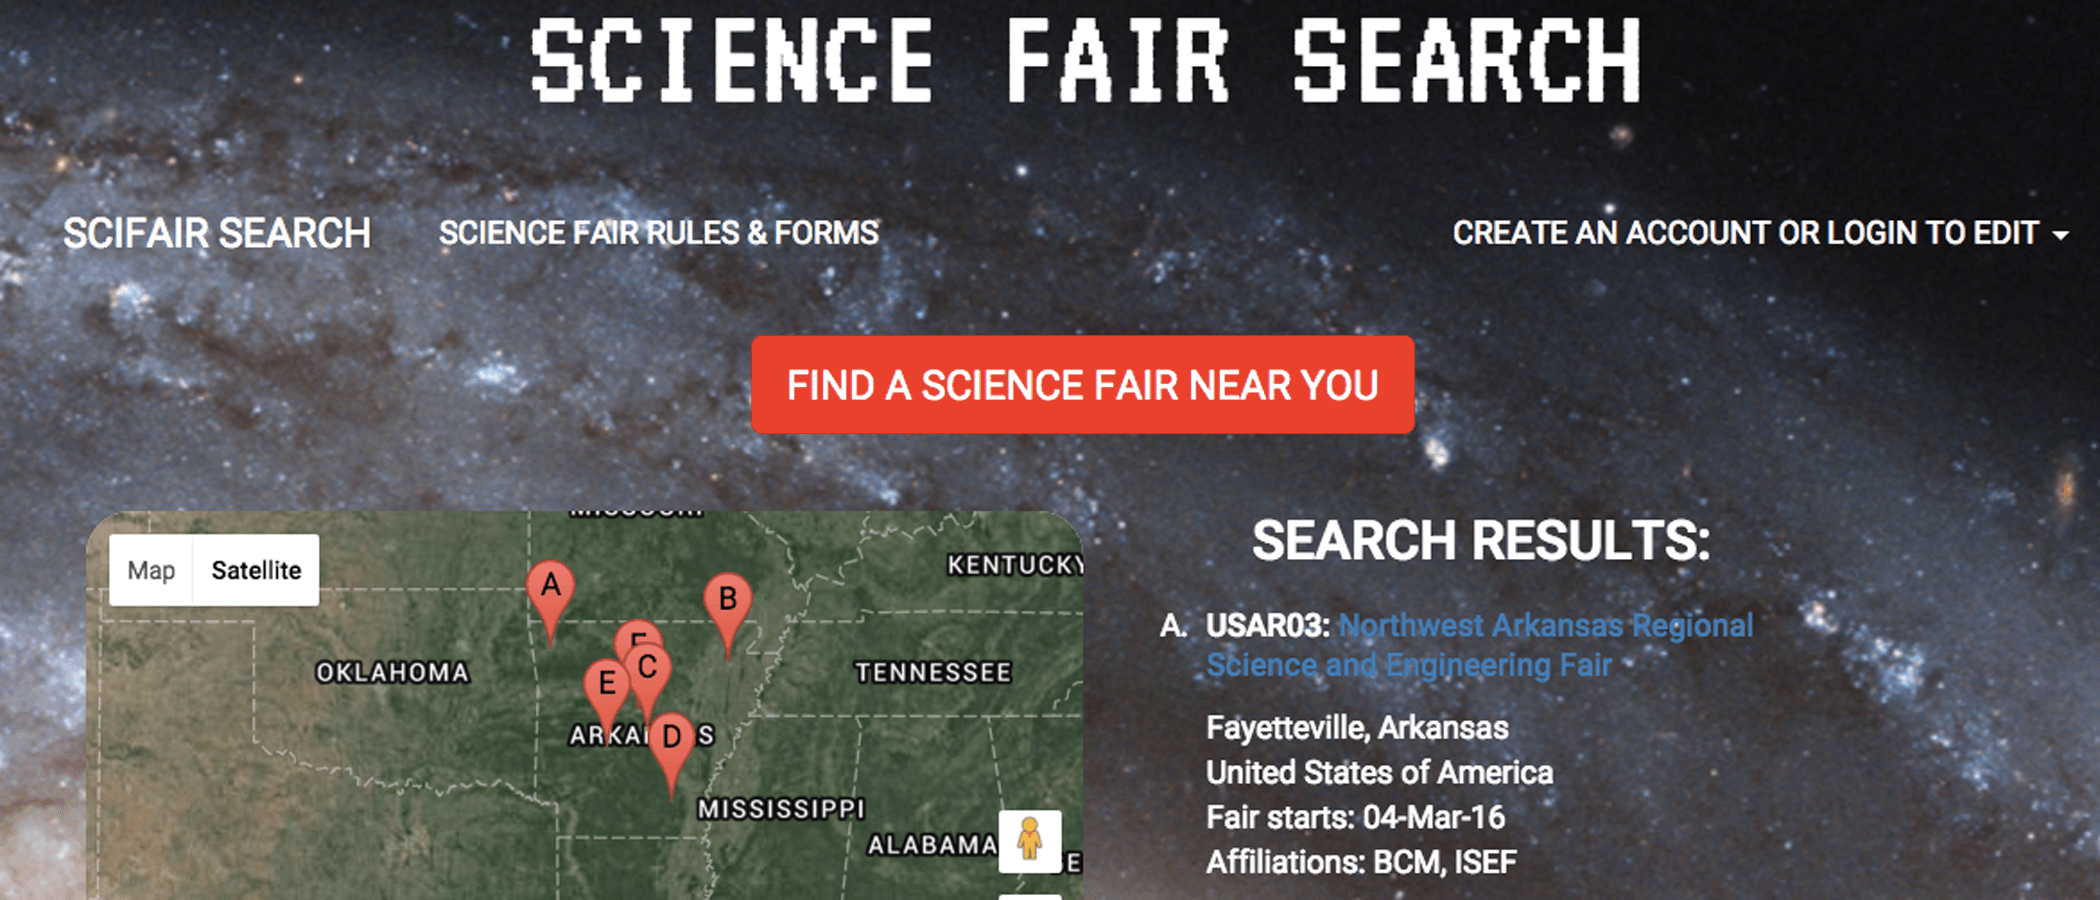 SCIENCE FAIR SEARCH
SCIFAIR SEARCH
SCIENCE FAIR RULES & FORMS
CREATE AN ACCOUNT OR LOGIN TO EDIT
FIND A SCIENCE FAIR NEAR YOU
Map
Satellite
MISSOURI
KENTUCKY
A
B
C
E
D
OKLAHOMA
TENNESSEE
MISSISSIPPI
ALABAMA
SEARCH RESULTS:
A. USAR03: Northwest Arkansas Regional
Science and Engineering Fair
Fayetteville, Arkansas
United States of America
Fair starts: 04-Mar-16
Affiliations: BCM, ISEF